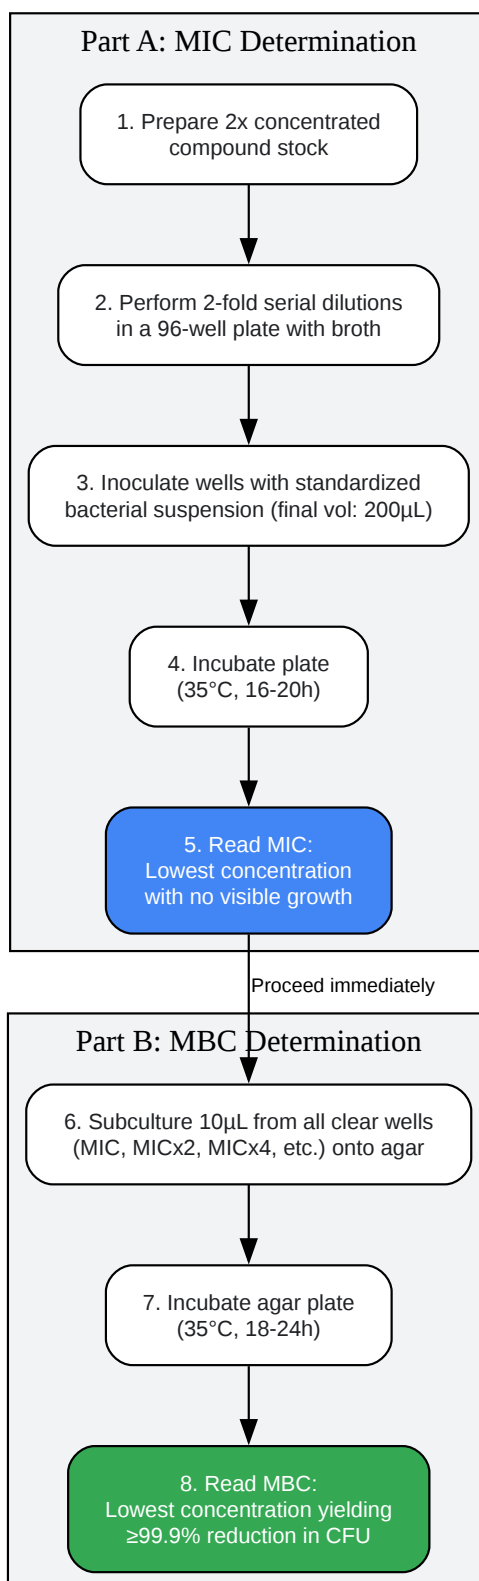 Part A: MIC Determination
1. Prepare 2x concentrated
compound stock
2. Perform 2-fold serial dilutions
in a 96-well plate with broth
3. Inoculate wells with standardized
bacterial suspension (final vol: 200µL)
4. Incubate plate
(35°C, 16-20h)
5. Read MIC:
Lowest concentration
with no visible growth
Proceed immediately
Part B: MBC Determination
6. Subculture 10µL from all clear wells
(MIC, MICx2, MICx4, etc.) onto agar
7. Incubate agar plate
(35°C, 18-24h)
8. Read MBC:
Lowest concentration yielding
≥99.9% reduction in CFU